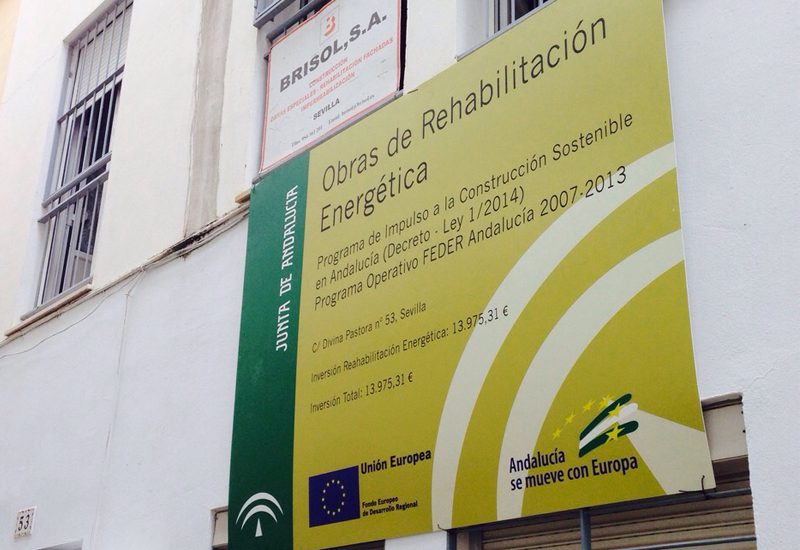 BRISOL, S.A.
CONSTRUCCIÓN
OBRAS ESPECIALES - REHABILITACIÓN FACHADAS
IMPERMEABILIZACIÓN
SEVILLA
JUNTA DE ANDALUCIA
Obras de Rehabilitación
Energética
Programa de Impulso a la Construcción Sostenible
en Andalucía (Decreto - Ley 1/2014)
Programa Operativo FEDER Andalucía 2007-2013
C/ Divina Pastora nº 53, Sevilla
Inversión Reahabilitación Energética: 13.975,31 €
Inversión Total: 13.975,31 €
Unión Europea
Fondo Europeo
de Desarrollo Regional
Andalucía
se mueve con Europa
53